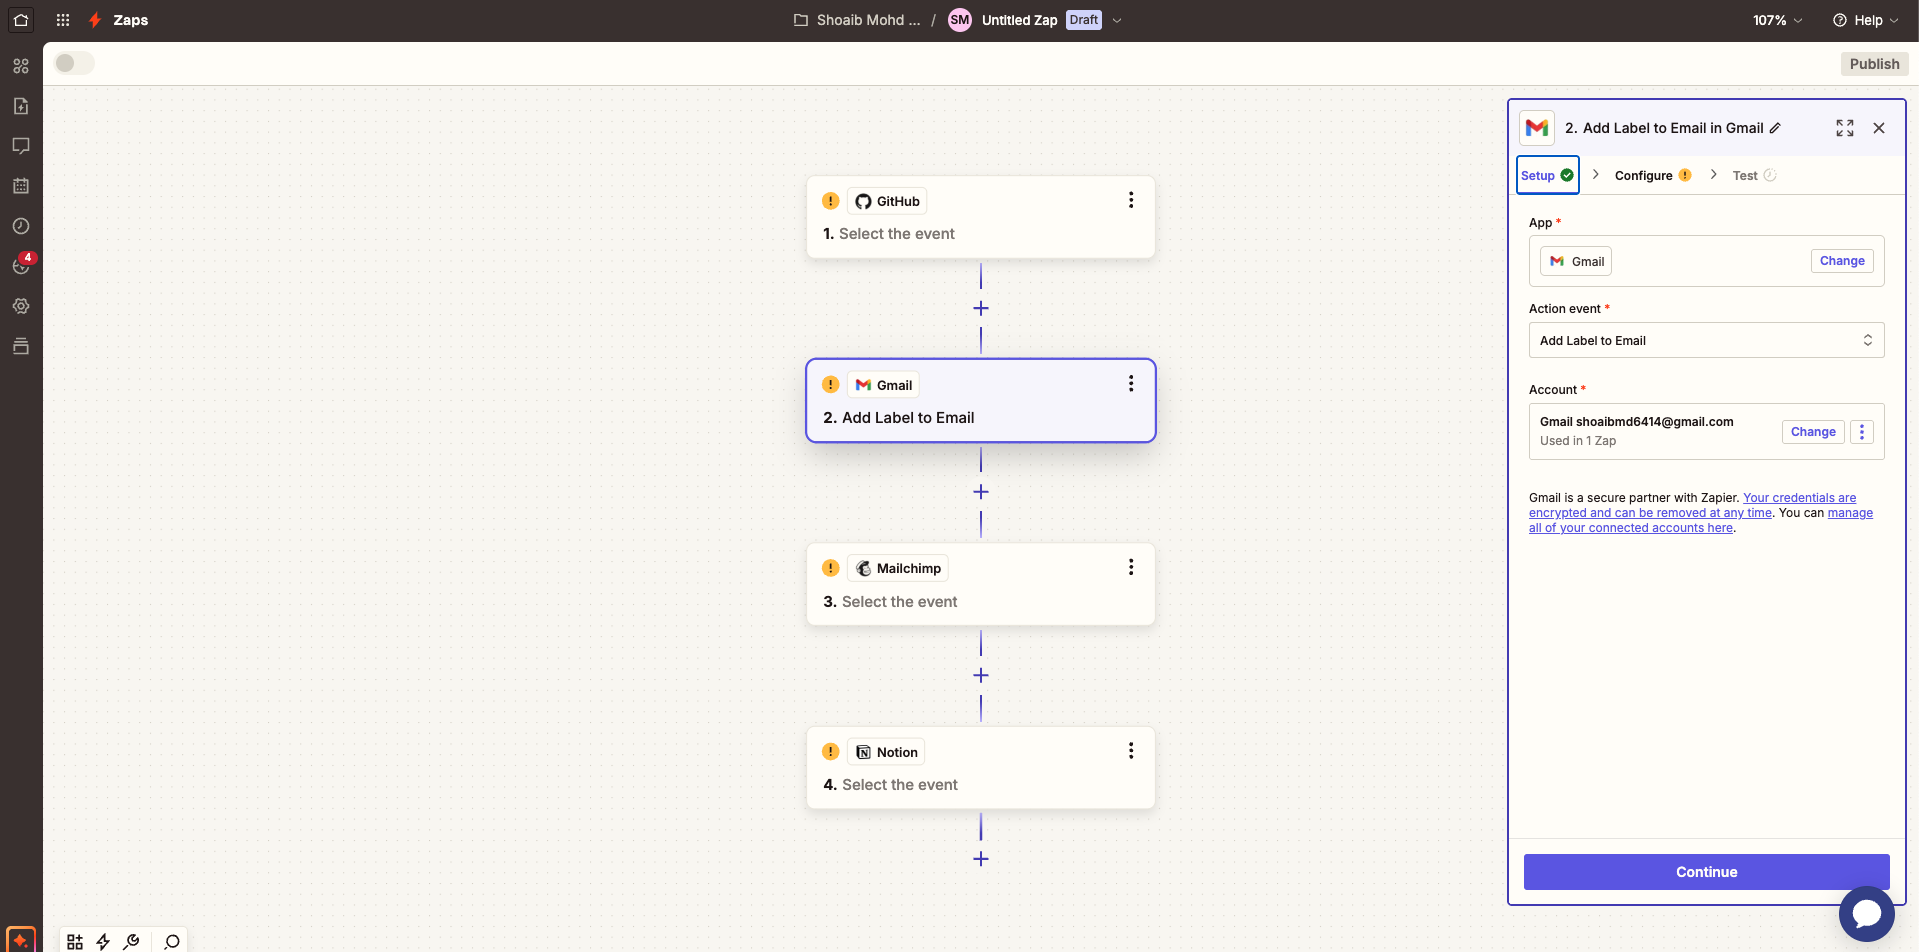 Zaps
Shoaib Mohd ... / SM Untitled Zap Draft
107%
Help
Publish
4
GitHub
1. Select the event
Gmail
2. Add Label to Email
Mailchimp
3. Select the event
Notion
4. Select the event
2. Add Label to Email in Gmail
Setup
Configure
Test
App *
Gmail
Change
Action event *
Add Label to Email
Account *
Gmail shoaibmd6414@gmail.com
Used in 1 Zap
Change
Gmail is a secure partner with Zapier. Your credentials are
encrypted and can be removed at any time. You can manage
all of your connected accounts here.
Continue